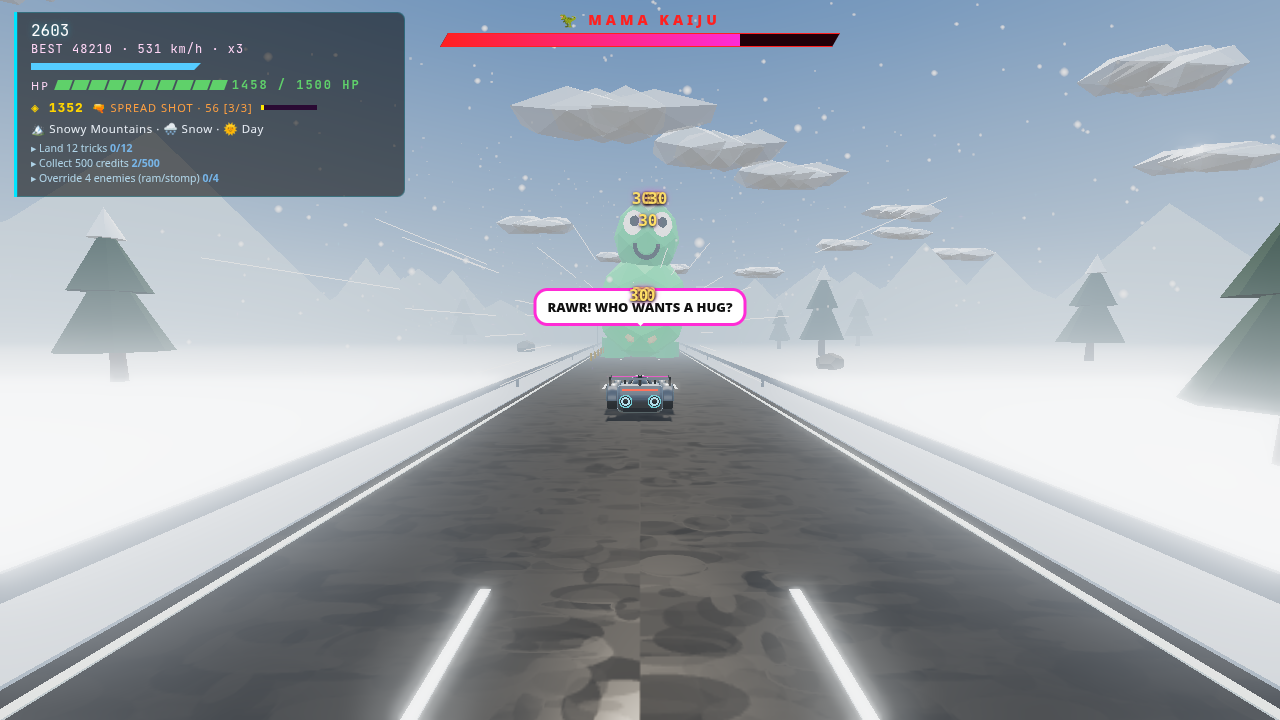 2603
BEST 48210 · 531 km/h · x3
HP 1458 / 1500 HP
1352 SPREAD SHOT · 56 [3/3]
Snowy Mountains · Snow · Day
▸ Land 12 tricks 0/12
▸ Collect 500 credits 2/500
▸ Override 4 enemies (ram/stomp) 0/4
MAMA KAIJU
30
30
RAWR! WHO WANTS A HUG?